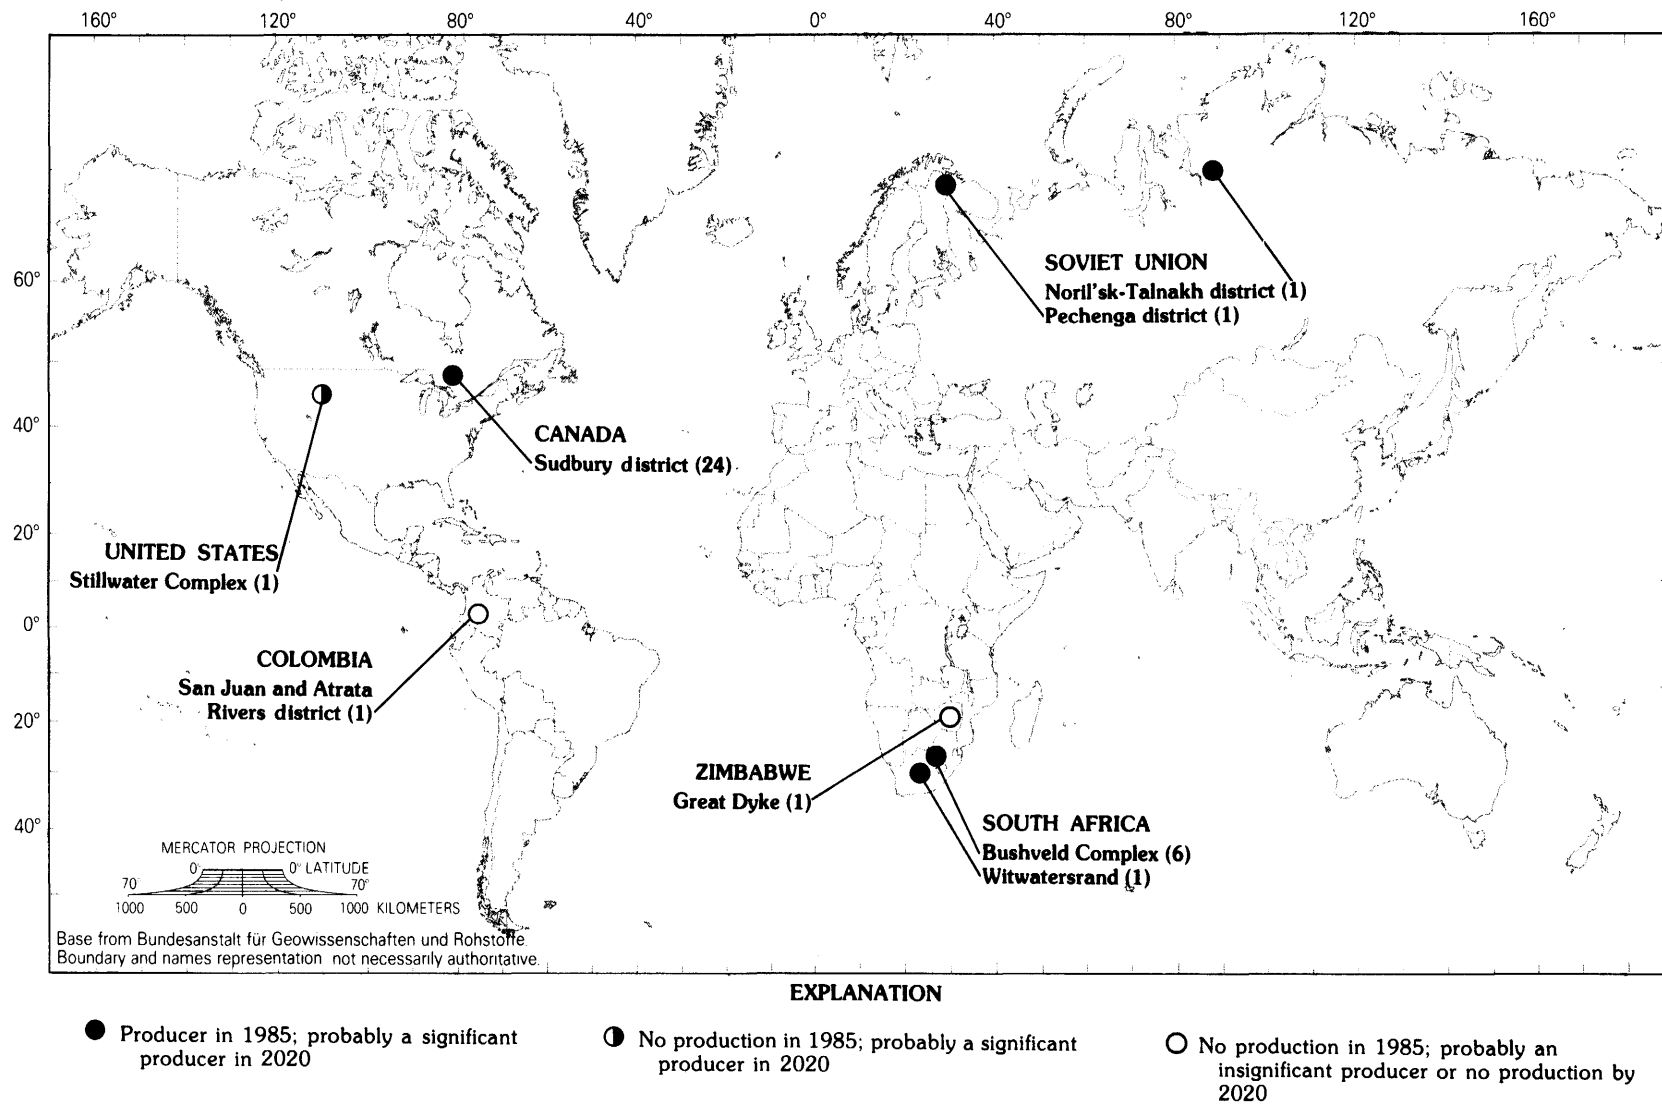 160° 120° 80° 40° 0° 40° 80° 120° 160°
60°
40°
20°
0°
20°
40°
SOVIET UNION
Noril'sk-Talnakh district (1)
Pechenga district (1)
CANADA
Sudbury district (24)
UNITED STATES
Stillwater Complex (1)
COLOMBIA
San Juan and Atrata
Rivers district (1)
ZIMBABWE
Great Dyke (1)
SOUTH AFRICA
Bushveld Complex (6)
Witwatersrand (1)
MERCATOR PROJECTION
0° 0° LATITUDE
70° 70°
1000 500 0 500 1000 KILOMETERS
Base from Bundesanstalt für Geowissenschaften und Rohstoffe.
Boundary and names representation not necessarily authoritative.
EXPLANATION
Producer in 1985; probably a significant
producer in 2020
No production in 1985; probably a significant
producer in 2020
No production in 1985; probably an
insignificant producer or no production by
2020